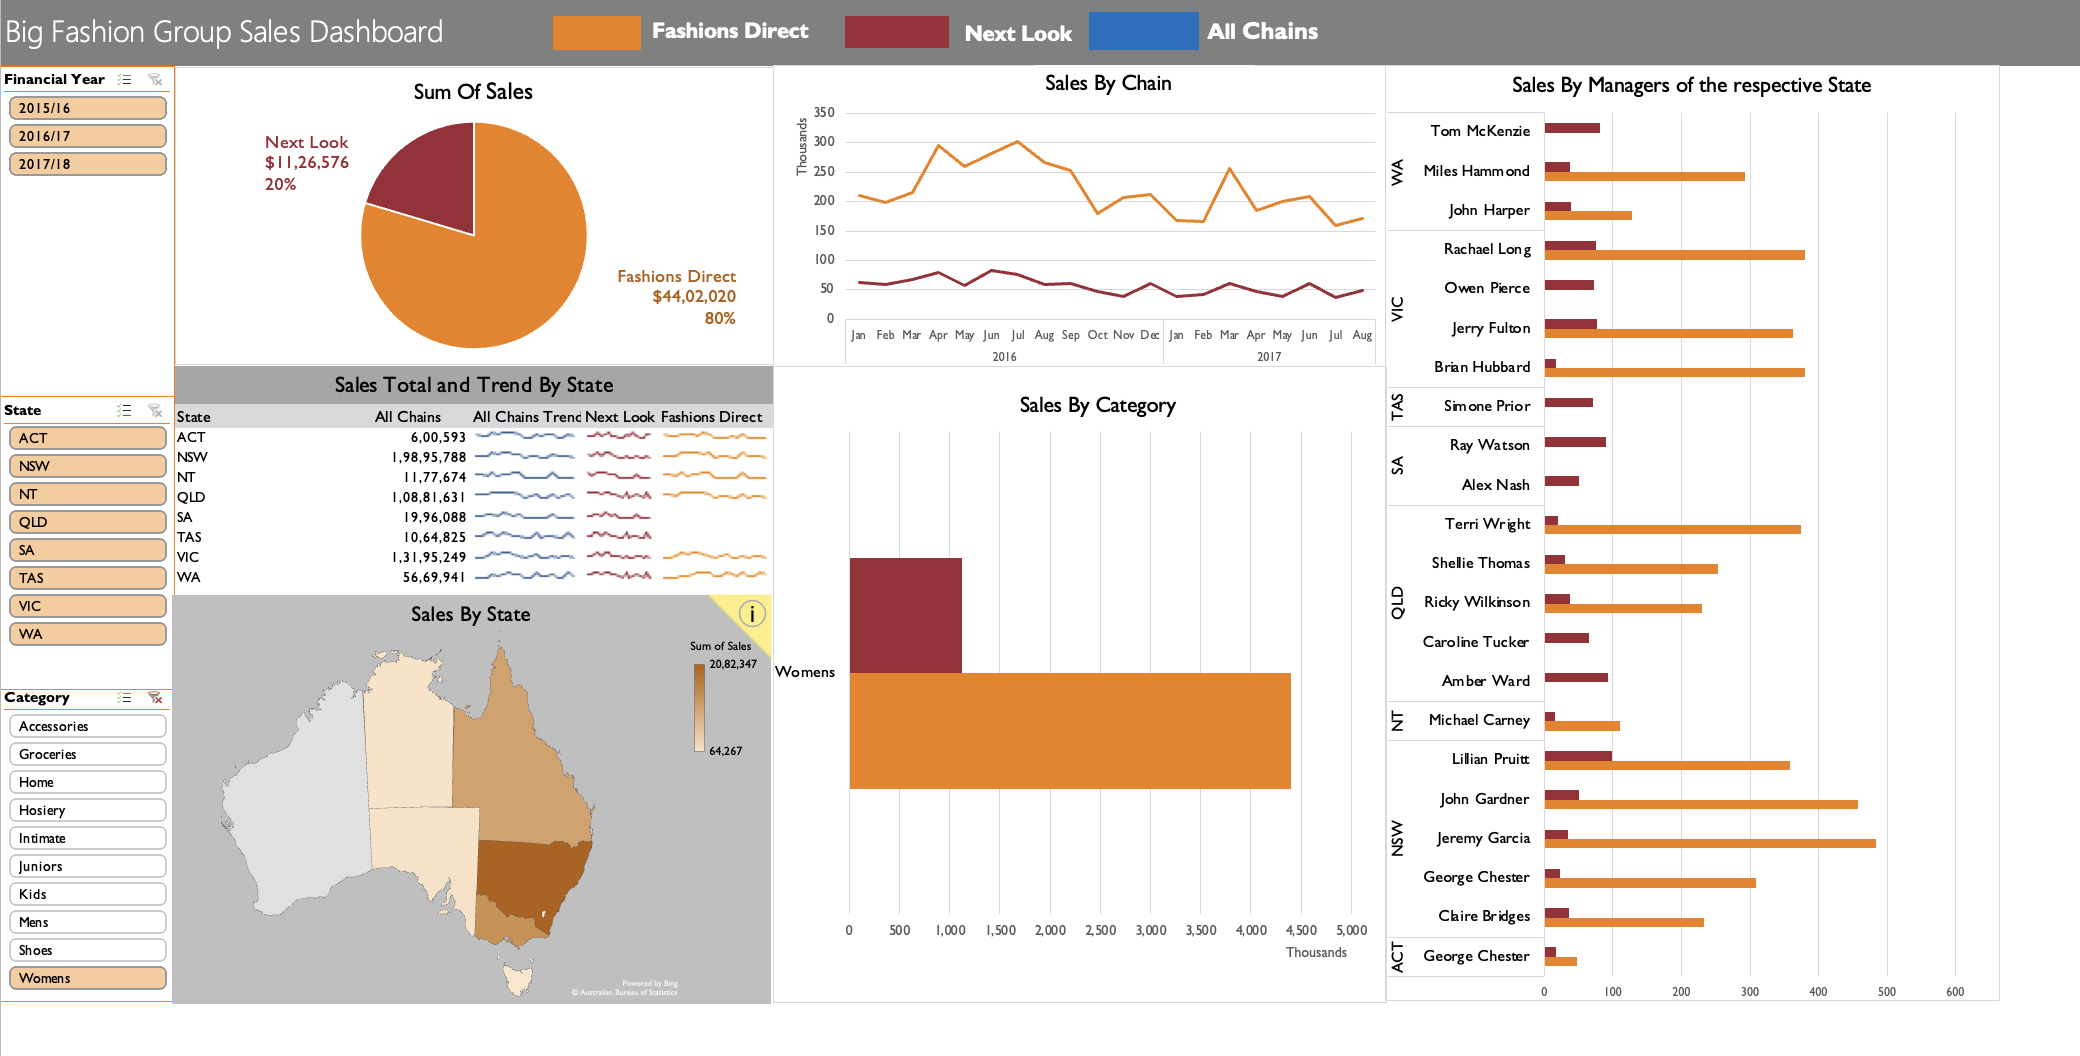 Big Fashion Group Sales Dashboard
Fashions Direct
Next Look
All Chains
Financial Year
2015/16
2016/17
2017/18
State
ACT
NSW
NT
QLD
SA
TAS
VIC
WA
Category
Accessories
Groceries
Home
Hosiery
Intimate
Juniors
Kids
Mens
Shoes
Womens
Sum Of Sales
Next Look
$11,26,576
20%
Fashions Direct
$44,02,020
80%
Sales Total and Trend By State
State All Chains All Chains Trend Next Look Fashions Direct
ACT 6,00,593
NSW 1,98,95,788
NT 11,77,674
QLD 1,08,81,631
SA 19,96,088
TAS 10,64,825
VIC 1,31,95,249
WA 56,69,941
Sales By State
i
Sum of Sales
20,82,347
64,267
Powered by Bing
© Australian Bureau of Statistics
Sales By Chain
Thousands
350
300
250
200
150
100
50
0
Jan Feb Mar Apr May Jun Jul Aug Sep Oct Nov Dec Jan Feb Mar Apr May Jun Jul Aug
2016 2017
Sales By Category
Womens
0 500 1,000 1,500 2,000 2,500 3,000 3,500 4,000 4,500 5,000
Thousands
Sales By Managers of the respective State
WA
Tom McKenzie
Miles Hammond
John Harper
VIC
Rachael Long
Owen Pierce
Jerry Fulton
Brian Hubbard
TAS
Simone Prior
SA
Ray Watson
Alex Nash
QLD
Terri Wright
Shellie Thomas
Ricky Wilkinson
Caroline Tucker
Amber Ward
NT
Michael Carney
NSW
Lillian Pruitt
John Gardner
Jeremy Garcia
George Chester
Claire Bridges
ACT
George Chester
0 100 200 300 400 500 600